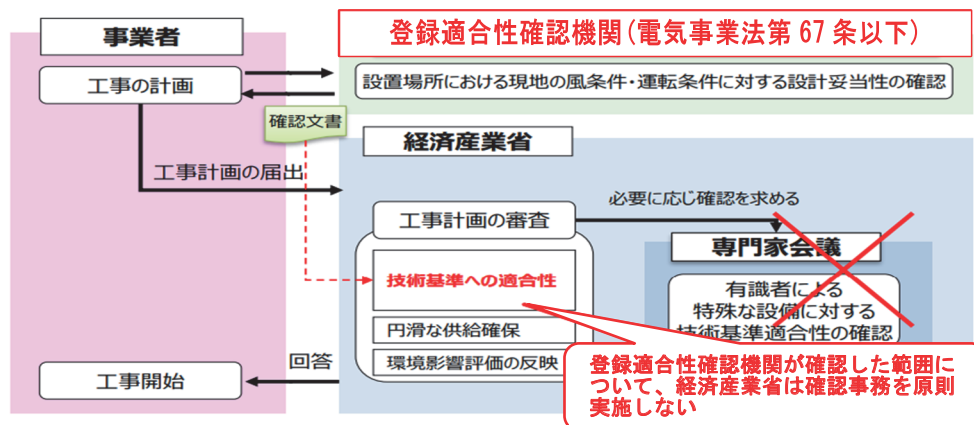 事業者
登録適合性確認機関(電気事業法第67条以下)
工事の計画
設置場所における現地の風条件・運転条件に対する設計妥当性の確認
確認文書
経済産業省
工事計画の届出
必要に応じ確認を求める
工事計画の審査
専門家会議
技術基準への適合性
有識者による
特殊な設備に対する
技術基準適合性の確認
円滑な供給確保
環境影響評価の反映
登録適合性確認機関が確認した範囲に
ついて、経済産業省は確認事務を原則
実施しない
回答
工事開始